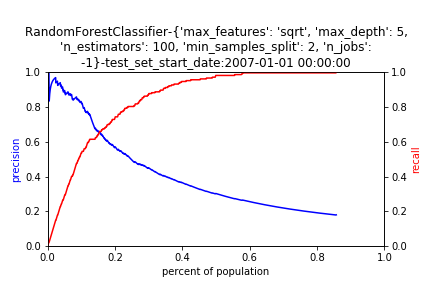 RandomForestClassifier-{'max_features': 'sqrt', 'max_depth': 5,
'n_estimators': 100, 'min_samples_split': 2, 'n_jobs':
-1}-test_set_start_date:2007-01-01 00:00:00
1.0
0.8
0.6
0.4
0.2
0.0
precision
1.0
0.8
0.6
0.4
0.2
0.0
recall
0.0 0.2 0.4 0.6 0.8 1.0
percent of population